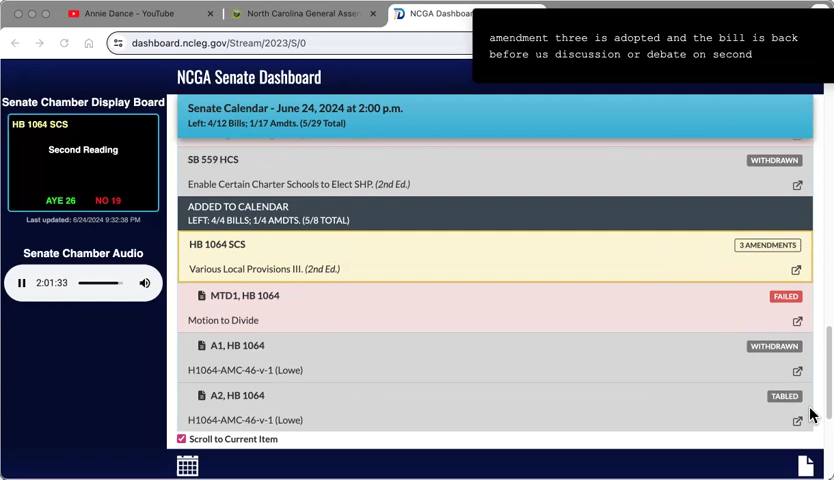 Annie Dance - YouTube
North Carolina General Assem
NCGA Dashboa
dashboard.ncleg.gov/Stream/2023/S/0
amendment three is adopted and the bill is back
before us discussion or debate on second
NCGA Senate Dashboard
Senate Chamber Display Board
HB 1064 SCS
Second Reading
AYE 26 NO 19
Last updated: 6/24/2024 9:32:38 PM
Senate Chamber Audio
2:01:33
Senate Calendar - June 24, 2024 at 2:00 p.m.
Left: 4/12 Bills; 1/17 Amdts. (5/29 Total)
SB 559 HCS WITHDRAWN
Enable Certain Charter Schools to Elect SHP. (2nd Ed.)
ADDED TO CALENDAR
LEFT: 4/4 BILLS; 1/4 AMDTS. (5/8 TOTAL)
HB 1064 SCS 3 AMENDMENTS
Various Local Provisions III. (2nd Ed.)
MTD1, HB 1064 FAILED
Motion to Divide
A1, HB 1064 WITHDRAWN
H1064-AMC-46-v-1 (Lowe)
A2, HB 1064 TABLED
H1064-AMC-46-v-1 (Lowe)
Scroll to Current Item